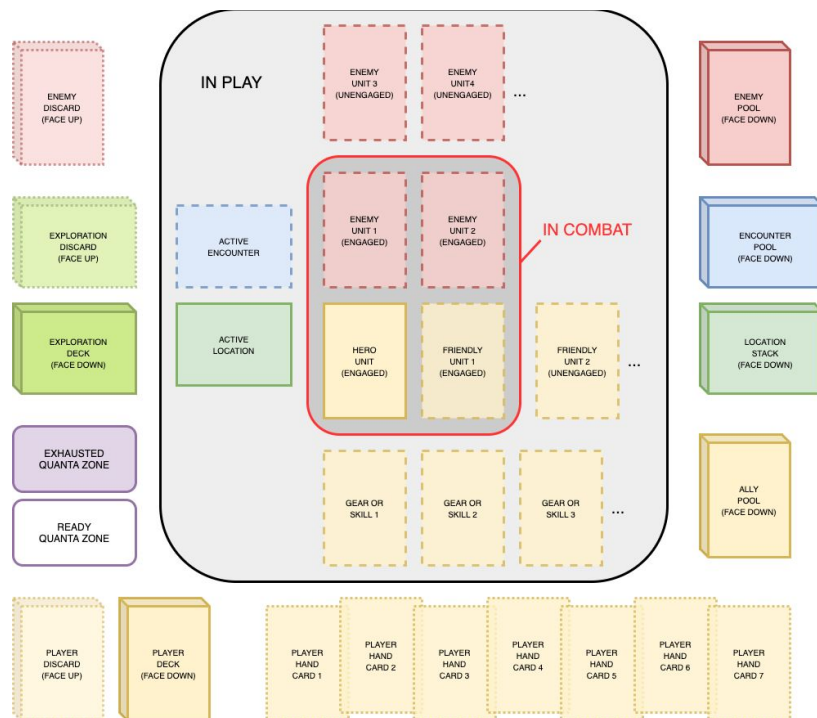 IN PLAY
ENEMY
DISCARD
(FACE UP)
ENEMY
UNIT 3
(UNENGAGED)
ENEMY
UNIT4
(UNENGAGED)
...
ENEMY
POOL
(FACE DOWN)
EXPLORATION
DISCARD
(FACE UP)
ACTIVE
ENCOUNTER
ENEMY
UNIT 1
(ENGAGED)
ENEMY
UNIT 2
(ENGAGED)
IN COMBAT
ENCOUNTER
POOL
(FACE DOWN)
EXPLORATION
DECK
(FACE DOWN)
ACTIVE
LOCATION
HERO
UNIT
(ENGAGED)
FRIENDLY
UNIT 1
(ENGAGED)
FRIENDLY
UNIT 2
(UNENGAGED)
...
LOCATION
STACK
(FACE DOWN)
EXHAUSTED
QUANTA ZONE
READY
QUANTA ZONE
GEAR OR
SKILL 1
GEAR OR
SKILL 2
GEAR OR
SKILL 3
...
ALLY
POOL
(FACE DOWN)
PLAYER
DISCARD
(FACE UP)
PLAYER
DECK
(FACE DOWN)
PLAYER
HAND
CARD 1
PLAYER
HAND
CARD 2
PLAYER
HAND
CARD 3
PLAYER
HAND
CARD 4
PLAYER
HAND
CARD 5
PLAYER
HAND
CARD 6
PLAYER
HAND
CARD 7